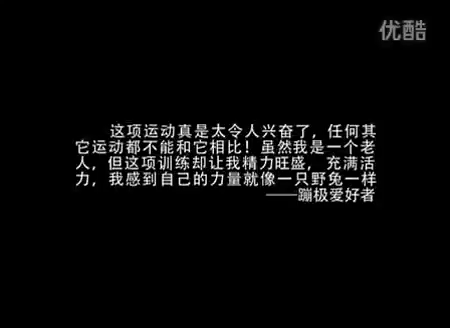 优酷
这项运动真是太令人兴奋了，任何其
它运动都不能和它相比！虽然我是一个老
人，但这项训练却让我精力旺盛，充满活
力，我感到自己的力量就像一只野兔一样
——蹦极爱好者